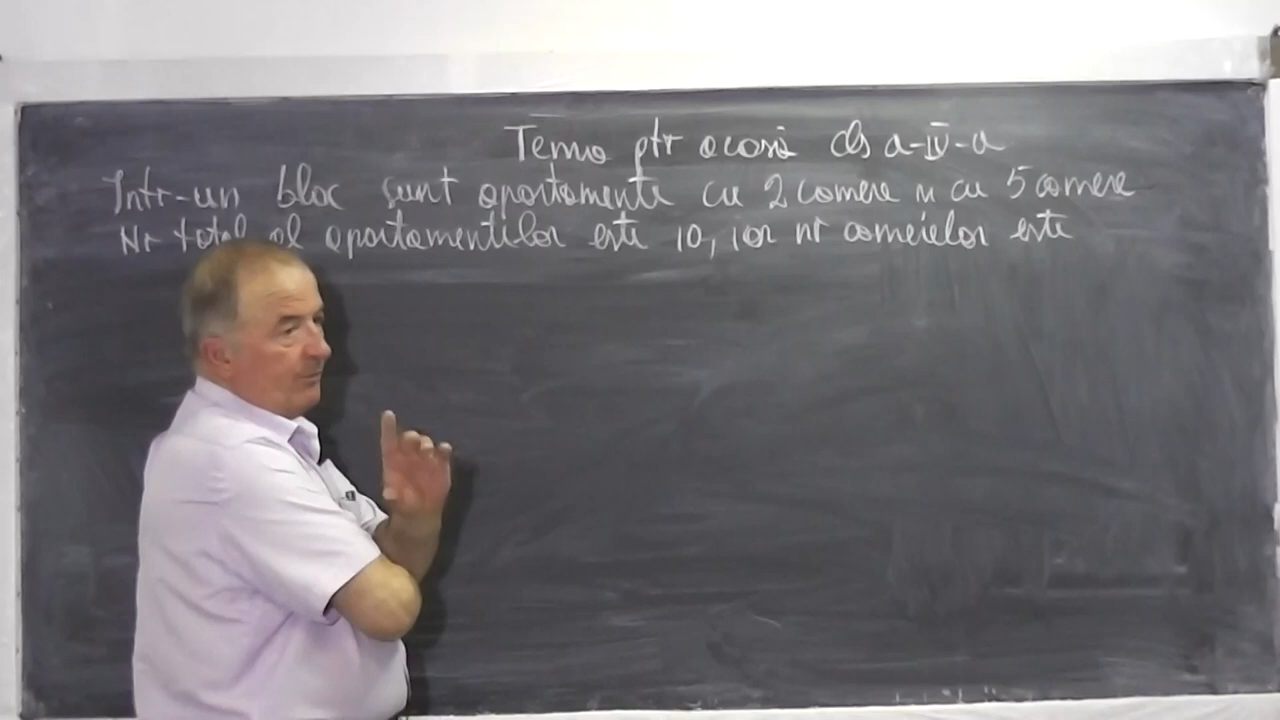 Tema ptr acasă cls a-IV-a
Într-un bloc sunt apartamente cu 2 camere și cu 5 camere
Nr total al apartamentelor este 10, iar nr camerelor este